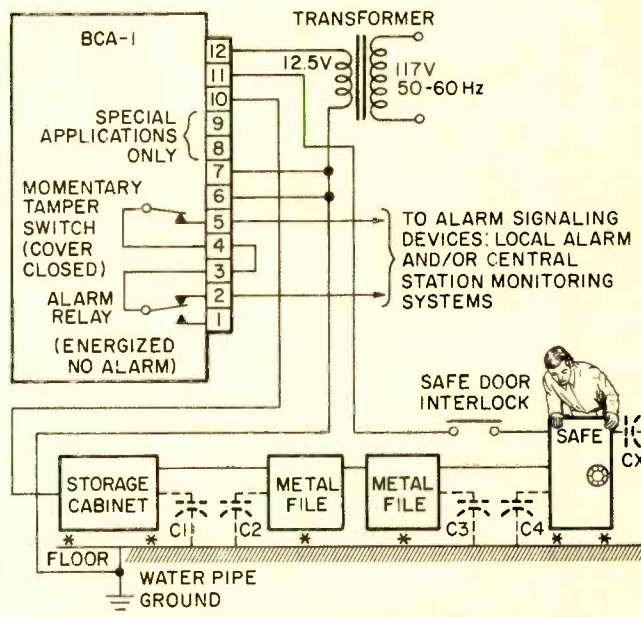 BCA-1
TRANSFORMER
12.5V
117V
50-60 Hz
12
11
10
9
8
7
6
5
4
3
2
1
SPECIAL
APPLICATIONS
ONLY
MOMENTARY
TAMPER
SWITCH
(COVER
CLOSED)
ALARM
RELAY
(ENERGIZED
NO ALARM)
TO ALARM SIGNALING
DEVICES: LOCAL ALARM
AND/OR CENTRAL
STATION MONITORING
SYSTEMS
SAFE DOOR
INTERLOCK
SAFE
CX
STORAGE
CABINET
C1
C2
METAL
FILE
METAL
FILE
C3
C4
* * * * * *
FLOOR
WATER PIPE
GROUND